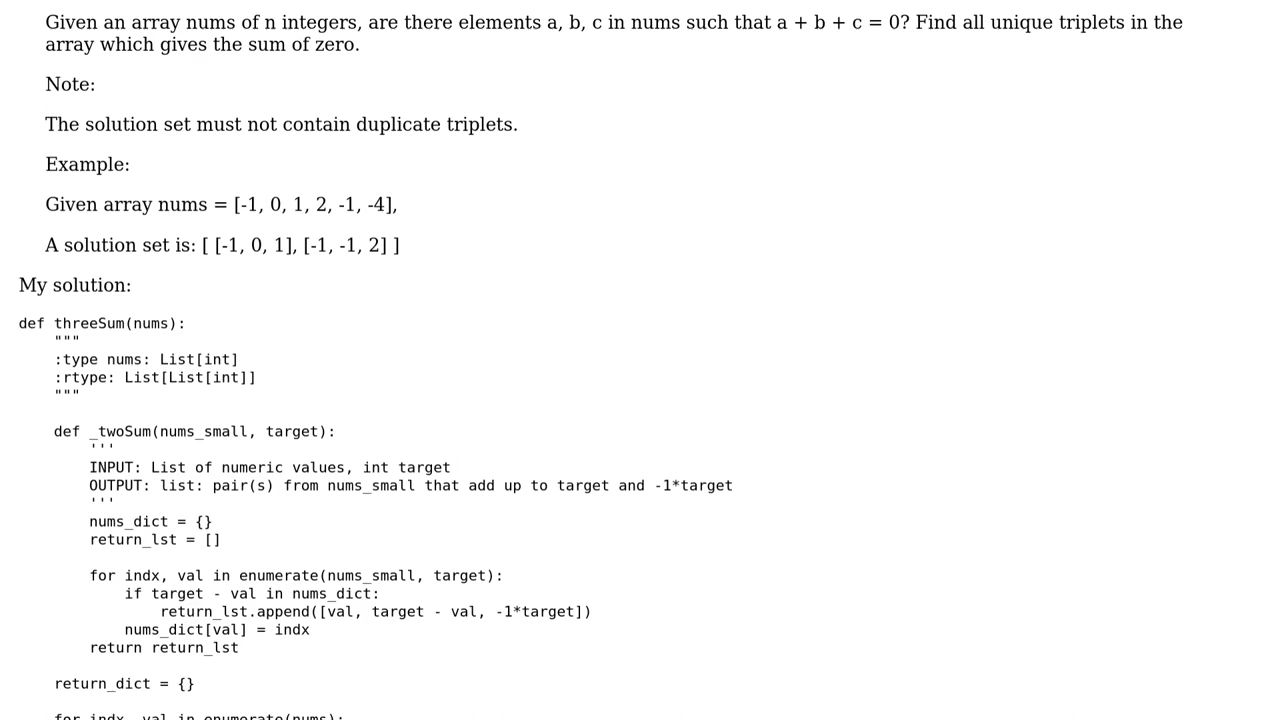 Given an array nums of n integers, are there elements a, b, c in nums such that a + b + c = 0? Find all unique triplets in the
array which gives the sum of zero.
Note:
The solution set must not contain duplicate triplets.
Example:
Given array nums = [-1, 0, 1, 2, -1, -4],
A solution set is: [ [-1, 0, 1], [-1, -1, 2] ]
My solution:
def threeSum(nums):
    """
    :type nums: List[int]
    :rtype: List[List[int]]
    """
    def _twoSum(nums_small, target):
        '''
        INPUT: List of numeric values, int target
        OUTPUT: list: pair(s) from nums_small that add up to target and -1*target
        '''
        nums_dict = {}
        return_lst = []
        for indx, val in enumerate(nums_small, target):
            if target - val in nums_dict:
                return_lst.append([val, target - val, -1*target])
            nums_dict[val] = indx
        return return_lst
    return_dict = {}
    for indx, val in enumerate(nums):